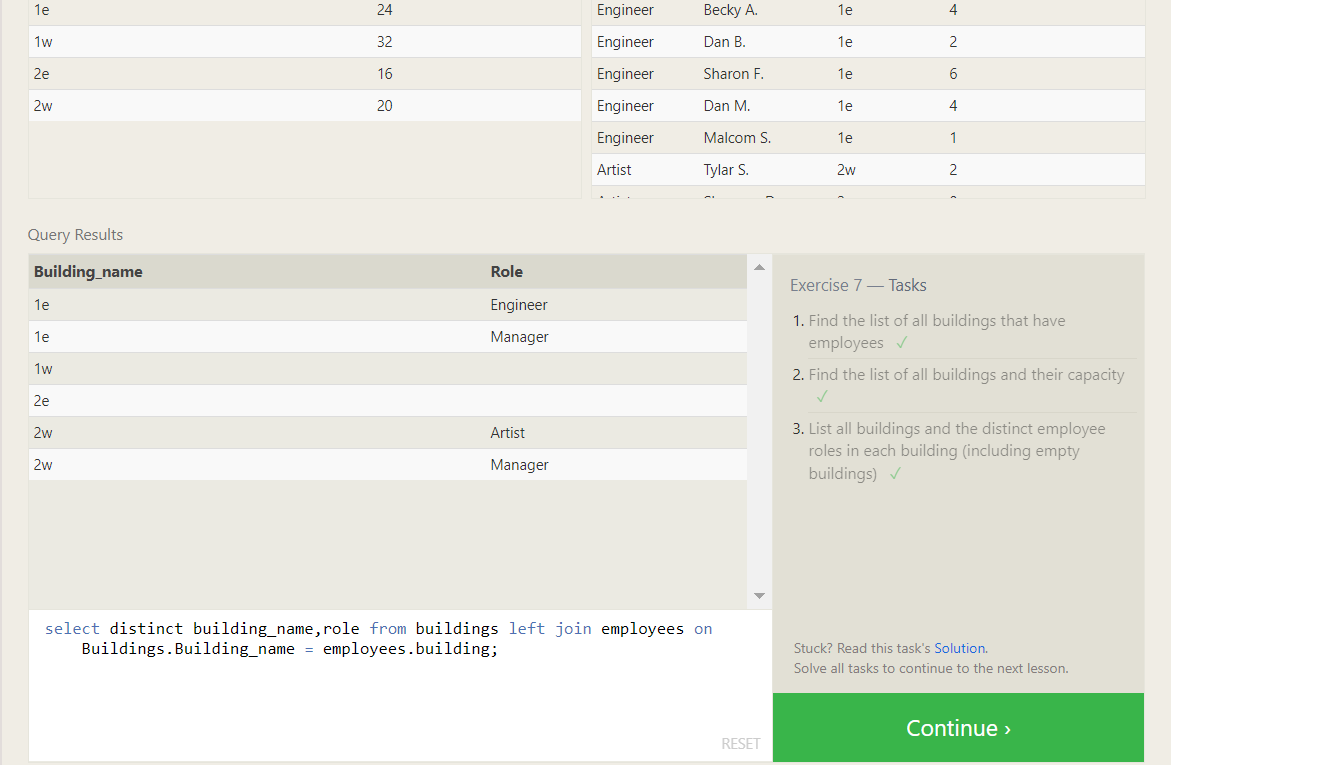 1e 24
1w 32
2e 16
2w 20
Engineer Becky A. 1e 4
Engineer Dan B. 1e 2
Engineer Sharon F. 1e 6
Engineer Dan M. 1e 4
Engineer Malcom S. 1e 1
Artist Tylar S. 2w 2
Query Results
Building_name Role
1e Engineer
1e Manager
1w
2e
2w Artist
2w Manager
select distinct building_name,role from buildings left join employees on
Buildings.Building_name = employees.building;
RESET
Exercise 7 — Tasks
1. Find the list of all buildings that have
employees ✓
2. Find the list of all buildings and their capacity
✓
3. List all buildings and the distinct employee
roles in each building (including empty
buildings) ✓
Stuck? Read this task's Solution.
Solve all tasks to continue to the next lesson.
Continue ›